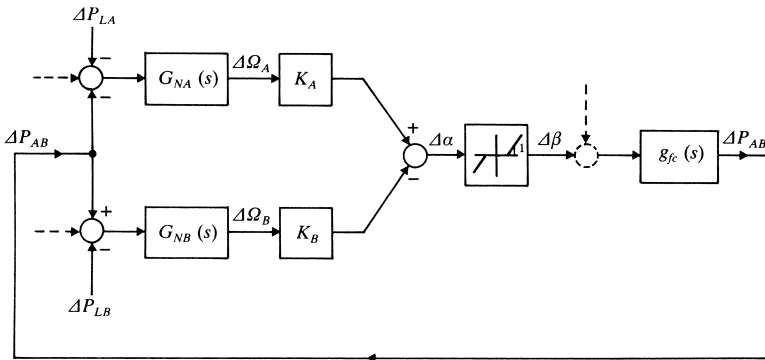 ΔP_LA
−
−
G_NA (s)
ΔΩ_A
K_A
ΔP_AB
+
−
Δα
1
Δβ
g_fc (s)
ΔP_AB
+
−
G_NB (s)
ΔΩ_B
K_B
ΔP_LB